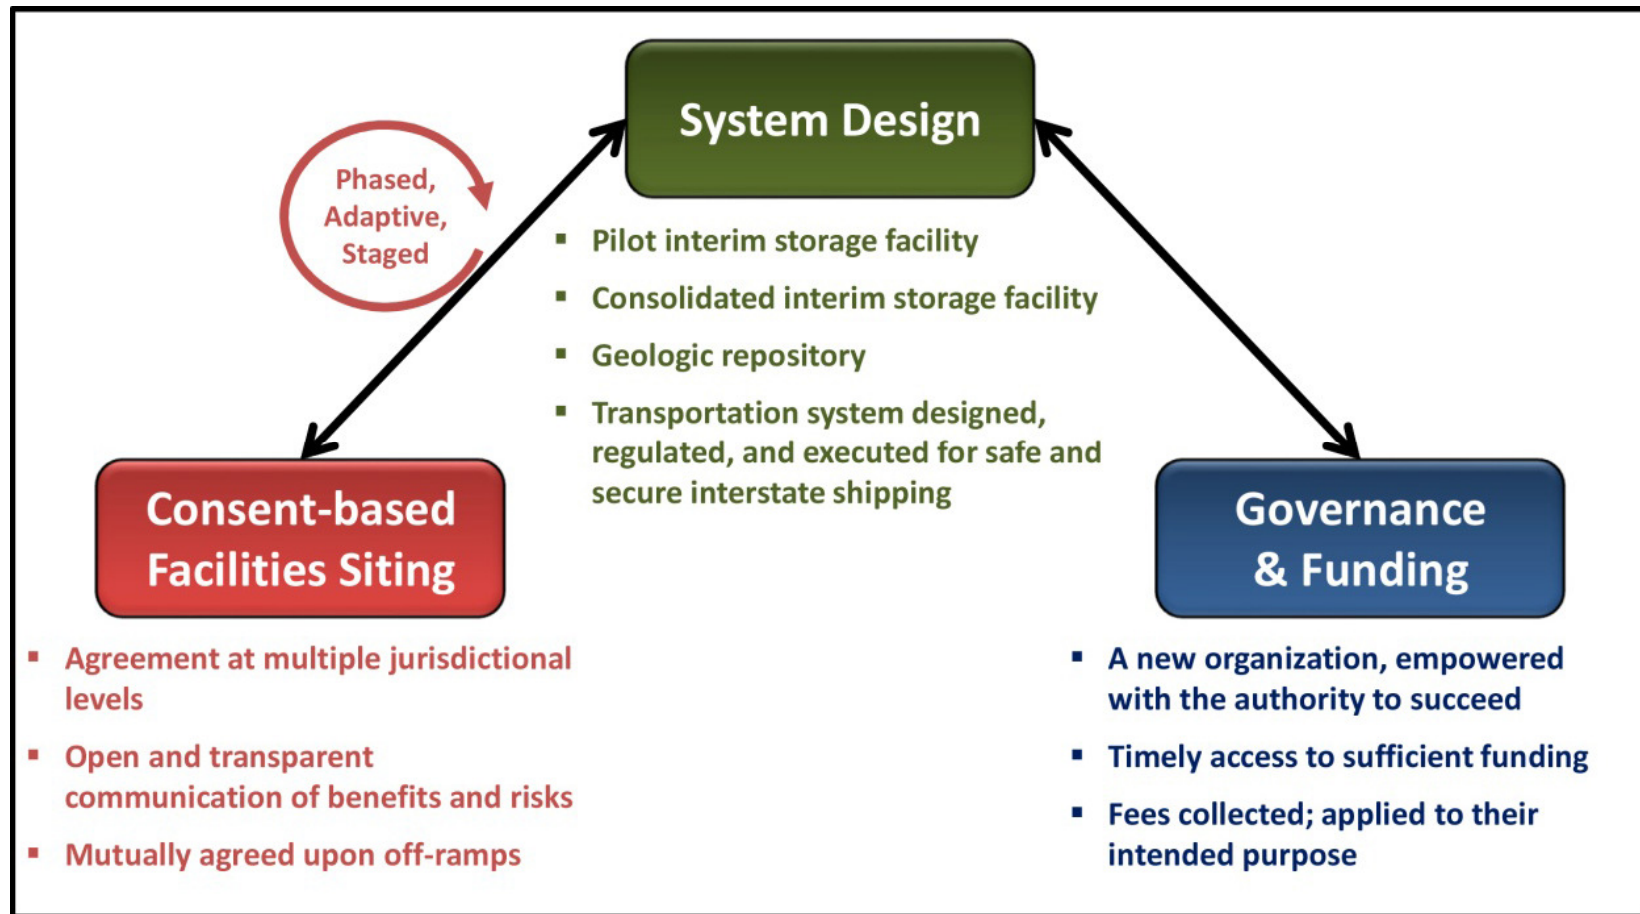 System Design
Phased,
Adaptive,
Staged
▪ Pilot interim storage facility
▪ Consolidated interim storage facility
▪ Geologic repository
▪ Transportation system designed,
regulated, and executed for safe and
secure interstate shipping
Consent-based
Facilities Siting
▪ Agreement at multiple jurisdictional
levels
▪ Open and transparent
communication of benefits and risks
▪ Mutually agreed upon off-ramps
Governance
& Funding
▪ A new organization, empowered
with the authority to succeed
▪ Timely access to sufficient funding
▪ Fees collected; applied to their
intended purpose